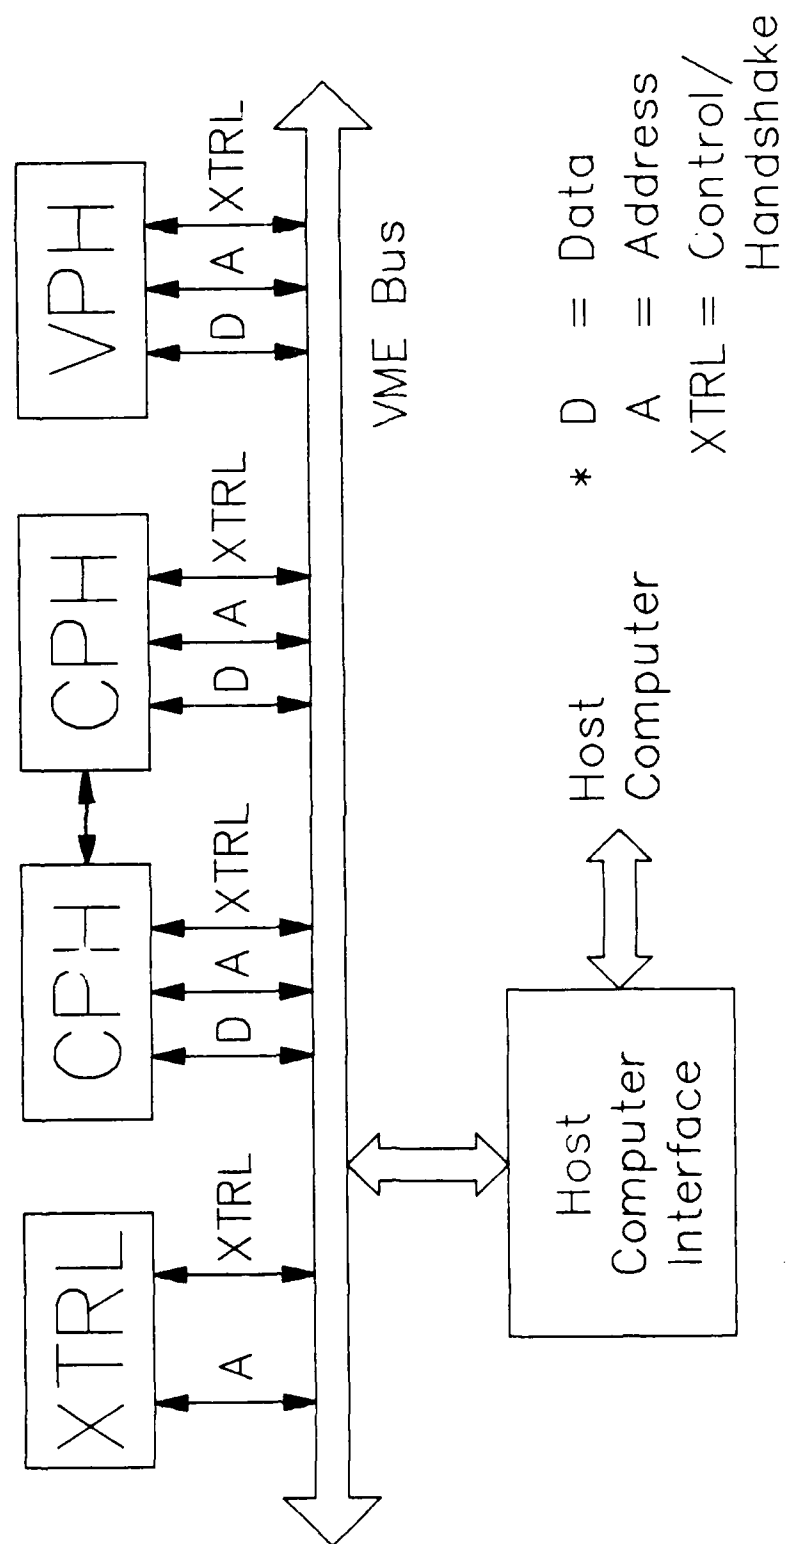 XTRL
CPH
CPH
VPH
A
XTRL
D
A
XTRL
D
A
XTRL
D
A
XTRL
VME Bus
Host
Computer
Interface
Host
Computer
* D = Data
A = Address
XTRL = Control/
Handshake